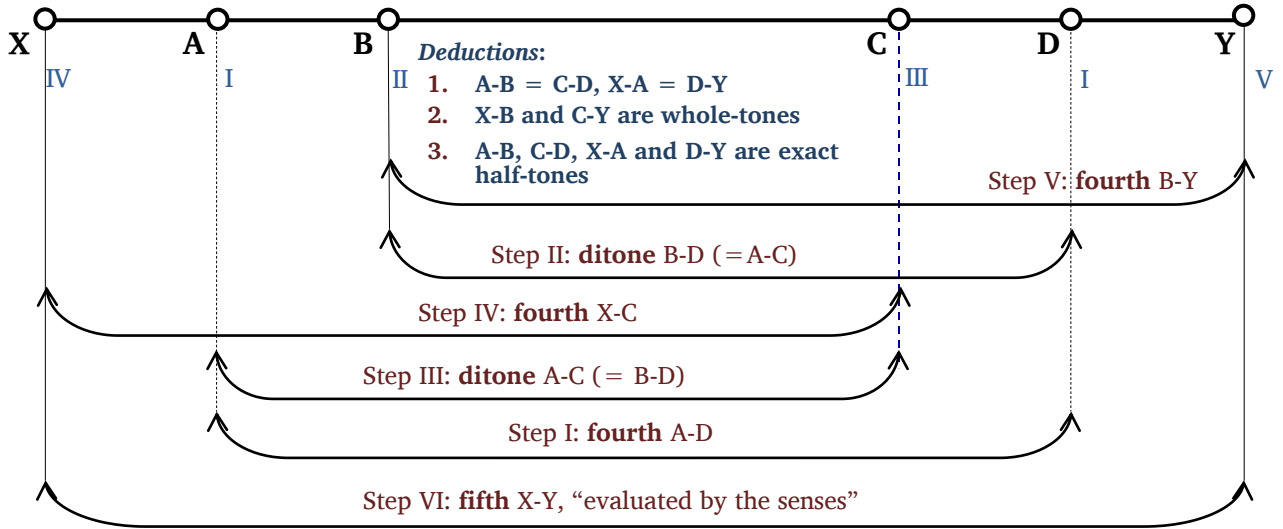 X A B C D Y
IV I II III I V
Deductions:
1. A-B = C-D, X-A = D-Y
2. X-B and C-Y are whole-tones
3. A-B, C-D, X-A and D-Y are exact
half-tones
Step V: fourth B-Y
Step II: ditone B-D (=A-C)
Step IV: fourth X-C
Step III: ditone A-C (= B-D)
Step I: fourth A-D
Step VI: fifth X-Y, “evaluated by the senses”